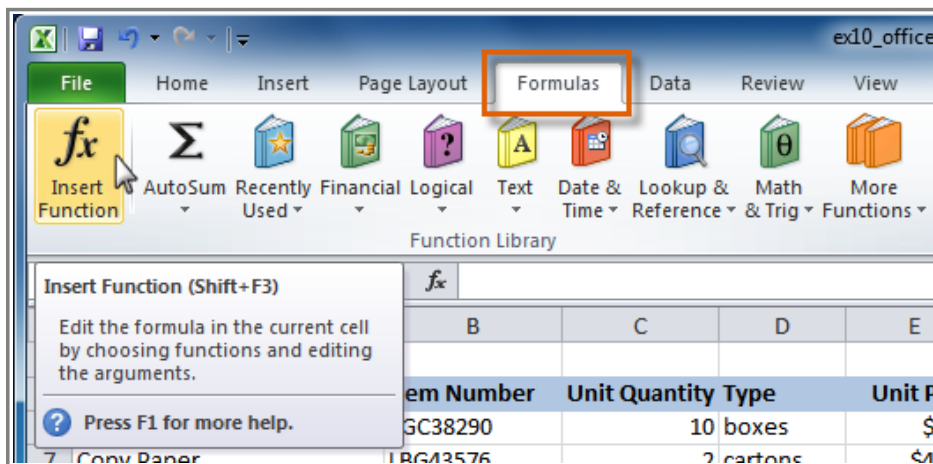 ex10_office
File Home Insert Page Layout Formulas Data Review View
fx Σ ? A θ
Insert AutoSum Recently Financial Logical Text Date & Lookup & Math More
Function Used Time Reference & Trig Functions
Function Library
Insert Function (Shift+F3) fx
Edit the formula in the current cell
by choosing functions and editing
the arguments.
? Press F1 for more help.
B C D E
em Number Unit Quantity Type Unit P
GC38290 10 boxes $
7 Copy Paper LBG43576 2 cartons $4